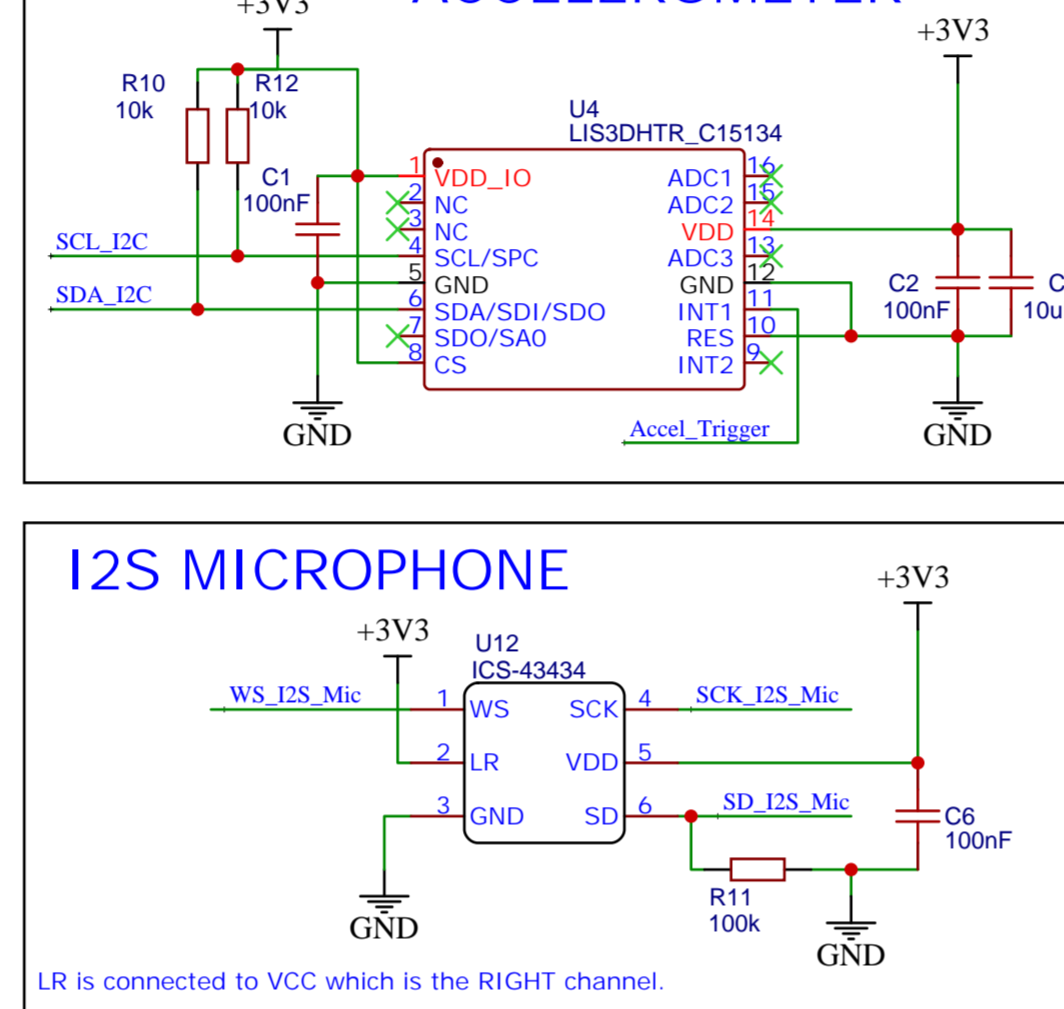 ACCELEROMETER
+3V3
+3V3
R10
10k
R12
10k
C1
100nF
U4
LIS3DHTR_C15134
1 VDD_IO
2 NC
3 NC
4 SCL/SPC
5 GND
6 SDA/SDI/SDO
7 SDO/SA0
8 CS
ADC1 16
ADC2 15
VDD 14
ADC3 13
GND 12
INT1 11
RES 10
INT2 9
SCL_I2C
SDA_I2C
C2
100nF
C
10u
GND
Accel_Trigger
GND
I2S MICROPHONE
+3V3
+3V3
U12
ICS-43434
WS_I2S_Mic
1 WS
2 LR
3 GND
SCK 4
VDD 5
SD 6
SCK_I2S_Mic
SD_I2S_Mic
C6
100nF
R11
100k
GND
GND
LR is connected to VCC which is the RIGHT channel.